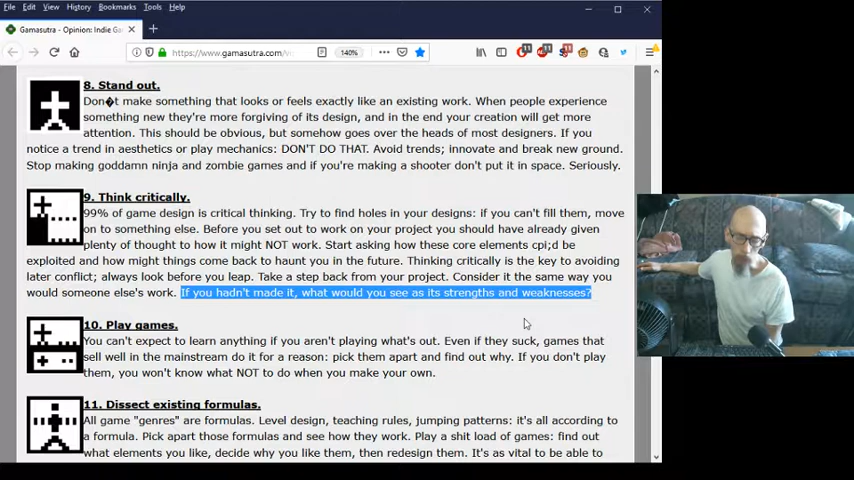 File Edit View History Bookmarks Tools Help
Gamasutra - Opinion: Indie Ga
https://www.gamasutra.com/v
140%
11 11 11
8. Stand out.
Don�t make something that looks or feels exactly like an existing work. When people experience
something new they're more forgiving of its design, and in the end your creation will get more
attention. This should be obvious, but somehow goes over the heads of most designers. If you
notice a trend in aesthetics or play mechanics: DON'T DO THAT. Avoid trends; innovate and break new ground.
Stop making goddamn ninja and zombie games and if you're making a shooter don't put it in space. Seriously.
9. Think critically.
99% of game design is critical thinking. Try to find holes in your designs: if you can't fill them, move
on to something else. Before you set out to work on your project you should have already given
plenty of thought to how it might NOT work. Start asking how these core elements cpi;d be
exploited and how might things come back to haunt you in the future. Thinking critically is the key to avoiding
later conflict; always look before you leap. Take a step back from your project. Consider it the same way you
would someone else's work. If you hadn't made it, what would you see as its strengths and weaknesses?
10. Play games.
You can't expect to learn anything if you aren't playing what's out. Even if they suck, games that
sell well in the mainstream do it for a reason: pick them apart and find out why. If you don't play
them, you won't know what NOT to do when you make your own.
11. Dissect existing formulas.
All game "genres" are formulas. Level design, teaching rules, jumping patterns: it's all according to
a formula. Pick apart those formulas and see how they work. Play a shit load of games: find out
what elements you like, decide why you like them, then redesign them. It's as vital to be able to